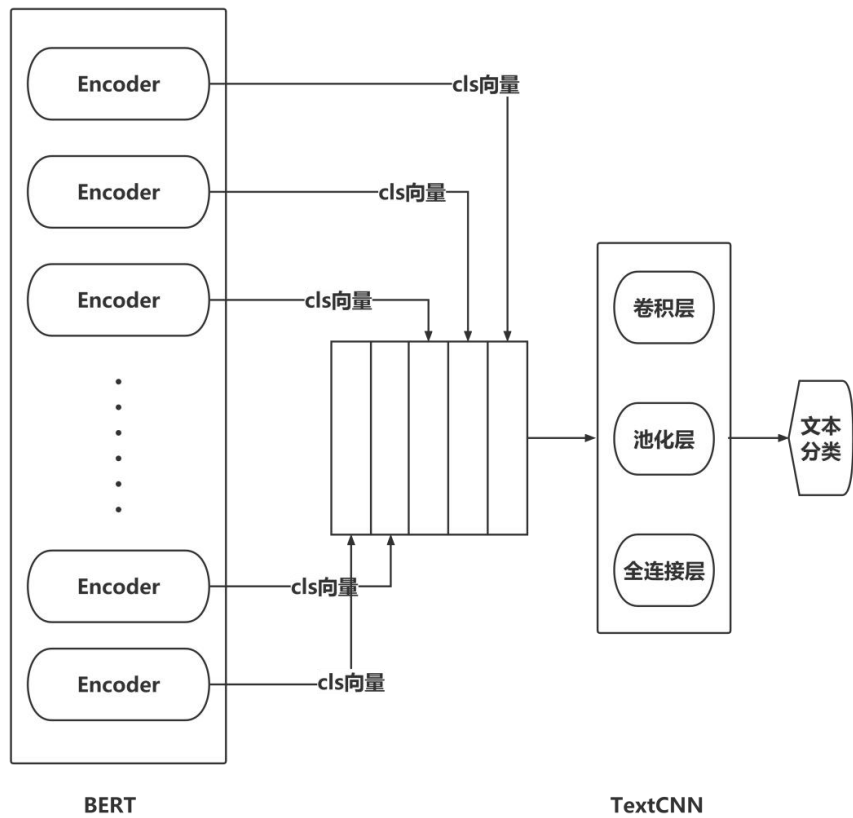 Encoder
cls向量
Encoder
cls向量
Encoder
cls向量
Encoder
cls向量
Encoder
cls向量
卷积层
池化层
全连接层
文本
分类
BERT
TextCNN